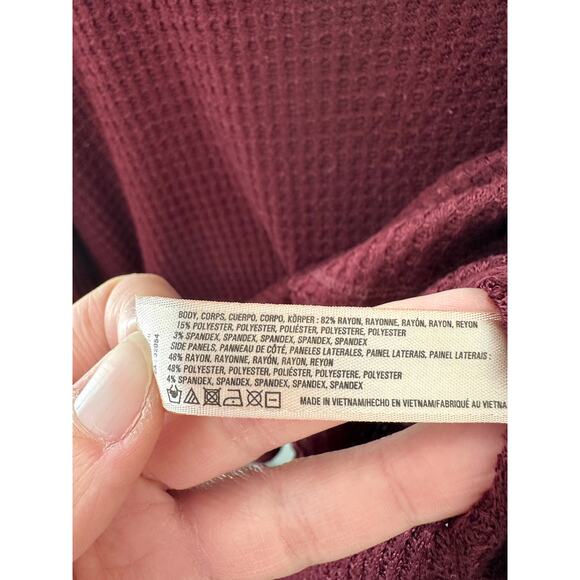 BODY, CORPS, CUERPO, CORPO, KÖRPER : 82% RAYON, RAYONNE, RAYÓN, RAYON, REYON
15% POLYESTER, POLYESTER, POLIÉSTER, POLYESTERE, POLYESTER
3% SPANDEX, SPANDEX, SPANDEX, SPANDEX, SPANDEX
SIDE PANELS, PANNEAU DE CÔTÉ, PANELES LATERALES, PAINEL LATERAIS, PAINEL LATERAIS :
48% RAYON, RAYONNE, RAYÓN, RAYON, REYON
48% POLYESTER, POLYESTER, POLIÉSTER, POLYESTERE, POLYESTER
4% SPANDEX, SPANDEX, SPANDEX, SPANDEX, SPANDEX
MADE IN VIETNAM/HECHO EN VIETNAM/FABRIQUÉ AU VIETNA